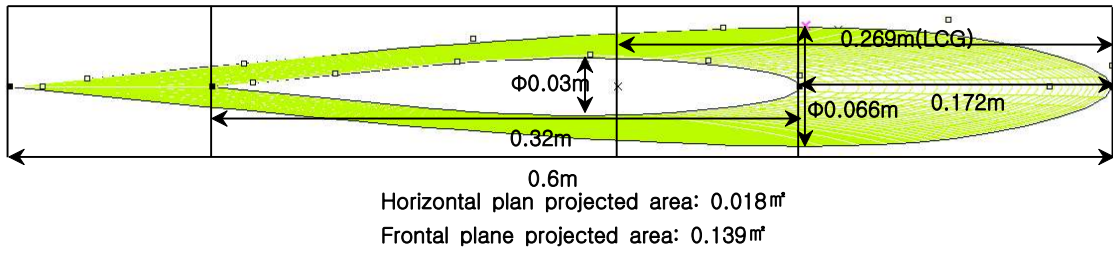 0.269m(LCG)
Φ0.03m
0.172m
Φ0.066m
0.32m
0.6m
Horizontal plan projected area: 0.018㎡
Frontal plane projected area: 0.139㎡